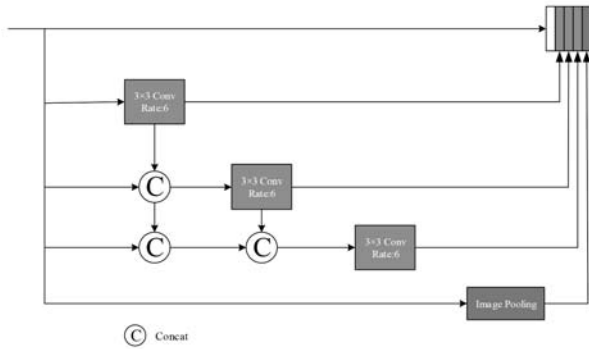 3×3 Conv
Rate:6
C
3×3 Conv
Rate:6
C
C
3×3 Conv
Rate:6
Image Pooling
C Concat